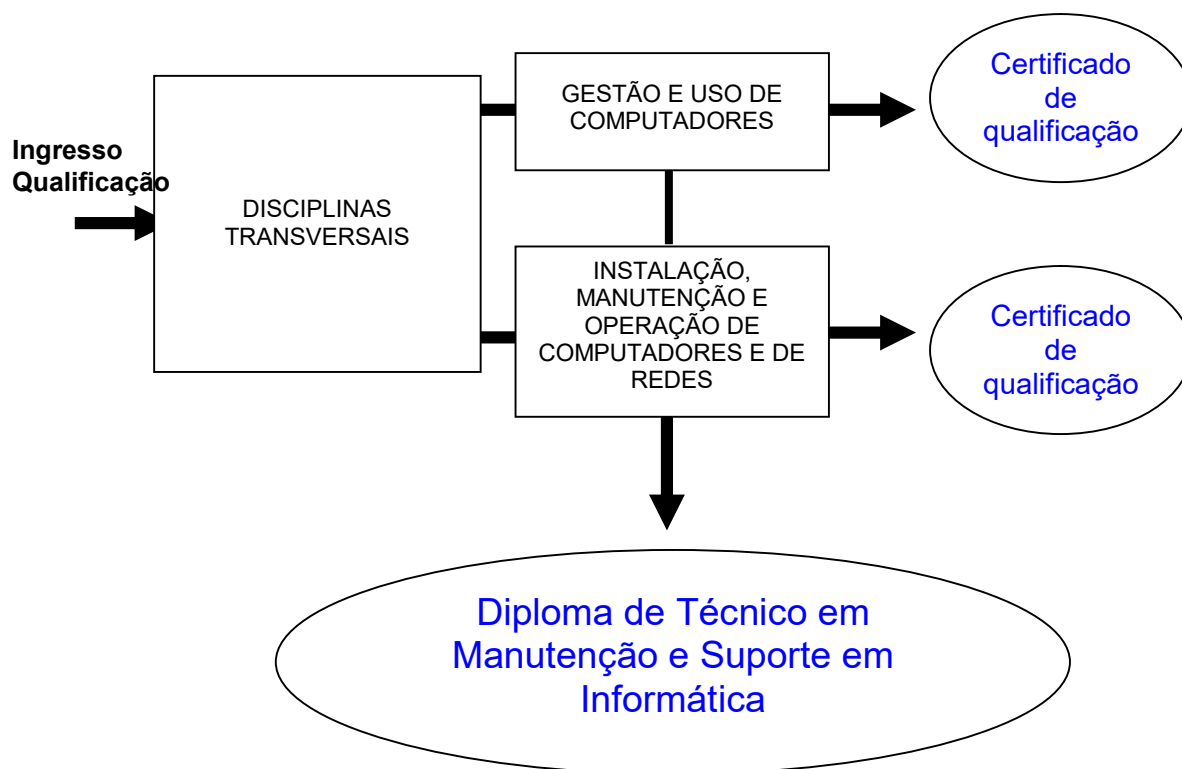 Ingresso
Qualificação
DISCIPLINAS
TRANSVERSAIS
GESTÃO E USO DE
COMPUTADORES
Certificado
de
qualificação
INSTALAÇÃO,
MANUTENÇÃO E
OPERAÇÃO DE
COMPUTADORES E DE
REDES
Certificado
de
qualificação
Diploma de Técnico em
Manutenção e Suporte em
Informática